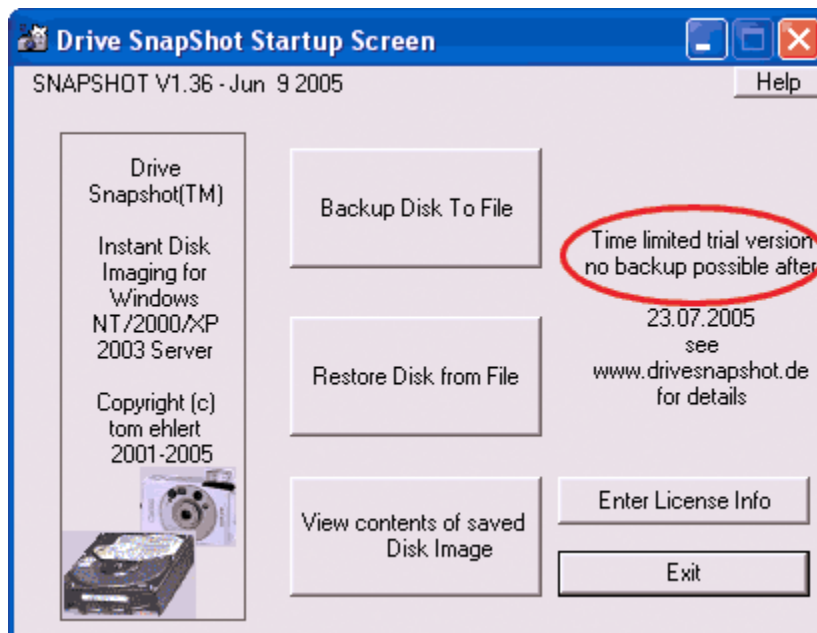 Drive SnapShot Startup Screen
SNAPSHOT V1.36 - Jun 9 2005
Help
Drive
Snapshot(TM)
Instant Disk
Imaging for
Windows
NT/2000/XP
2003 Server
Copyright (c)
tom ehlert
2001-2005
Backup Disk To File
Restore Disk from File
View contents of saved
Disk Image
Time limited trial version
no backup possible after
23.07.2005
see
www.drivesnapshot.de
for details
Enter License Info
Exit